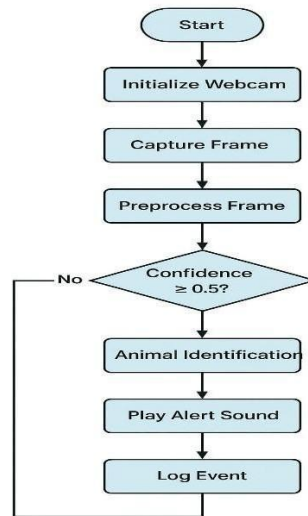 Start
Initialize Webcam
Capture Frame
Preprocess Frame
No
Confidence
≥ 0.5?
Animal Identification
Play Alert Sound
Log Event